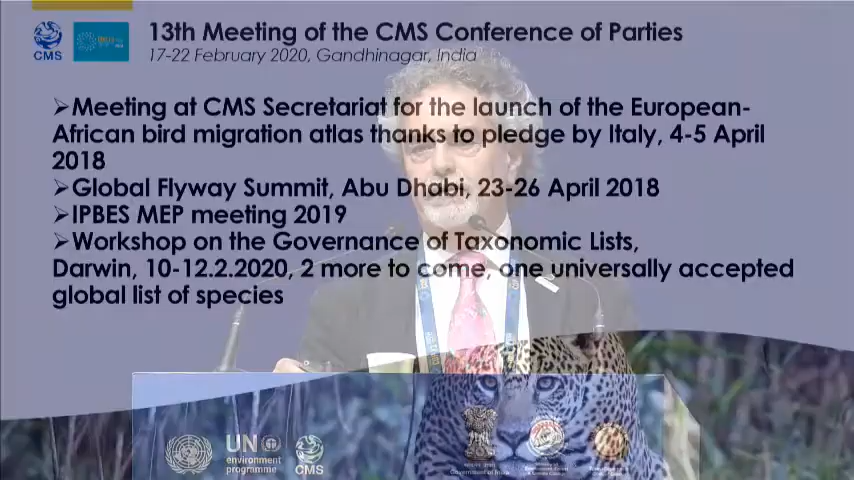 13th Meeting of the CMS Conference of Parties
17-22 February 2020, Gandhinagar, India
CMS
➢Meeting at CMS Secretariat for the launch of the European-
African bird migration atlas thanks to pledge by Italy, 4-5 April
2018
➢Global Flyway Summit, Abu Dhabi, 23-26 April 2018
➢IPBES MEP meeting 2019
➢Workshop on the Governance of Taxonomic Lists,
Darwin, 10-12.2.2020, 2 more to come, one universally accepted
global list of species
UN
environment
programme
CMS
Government of India